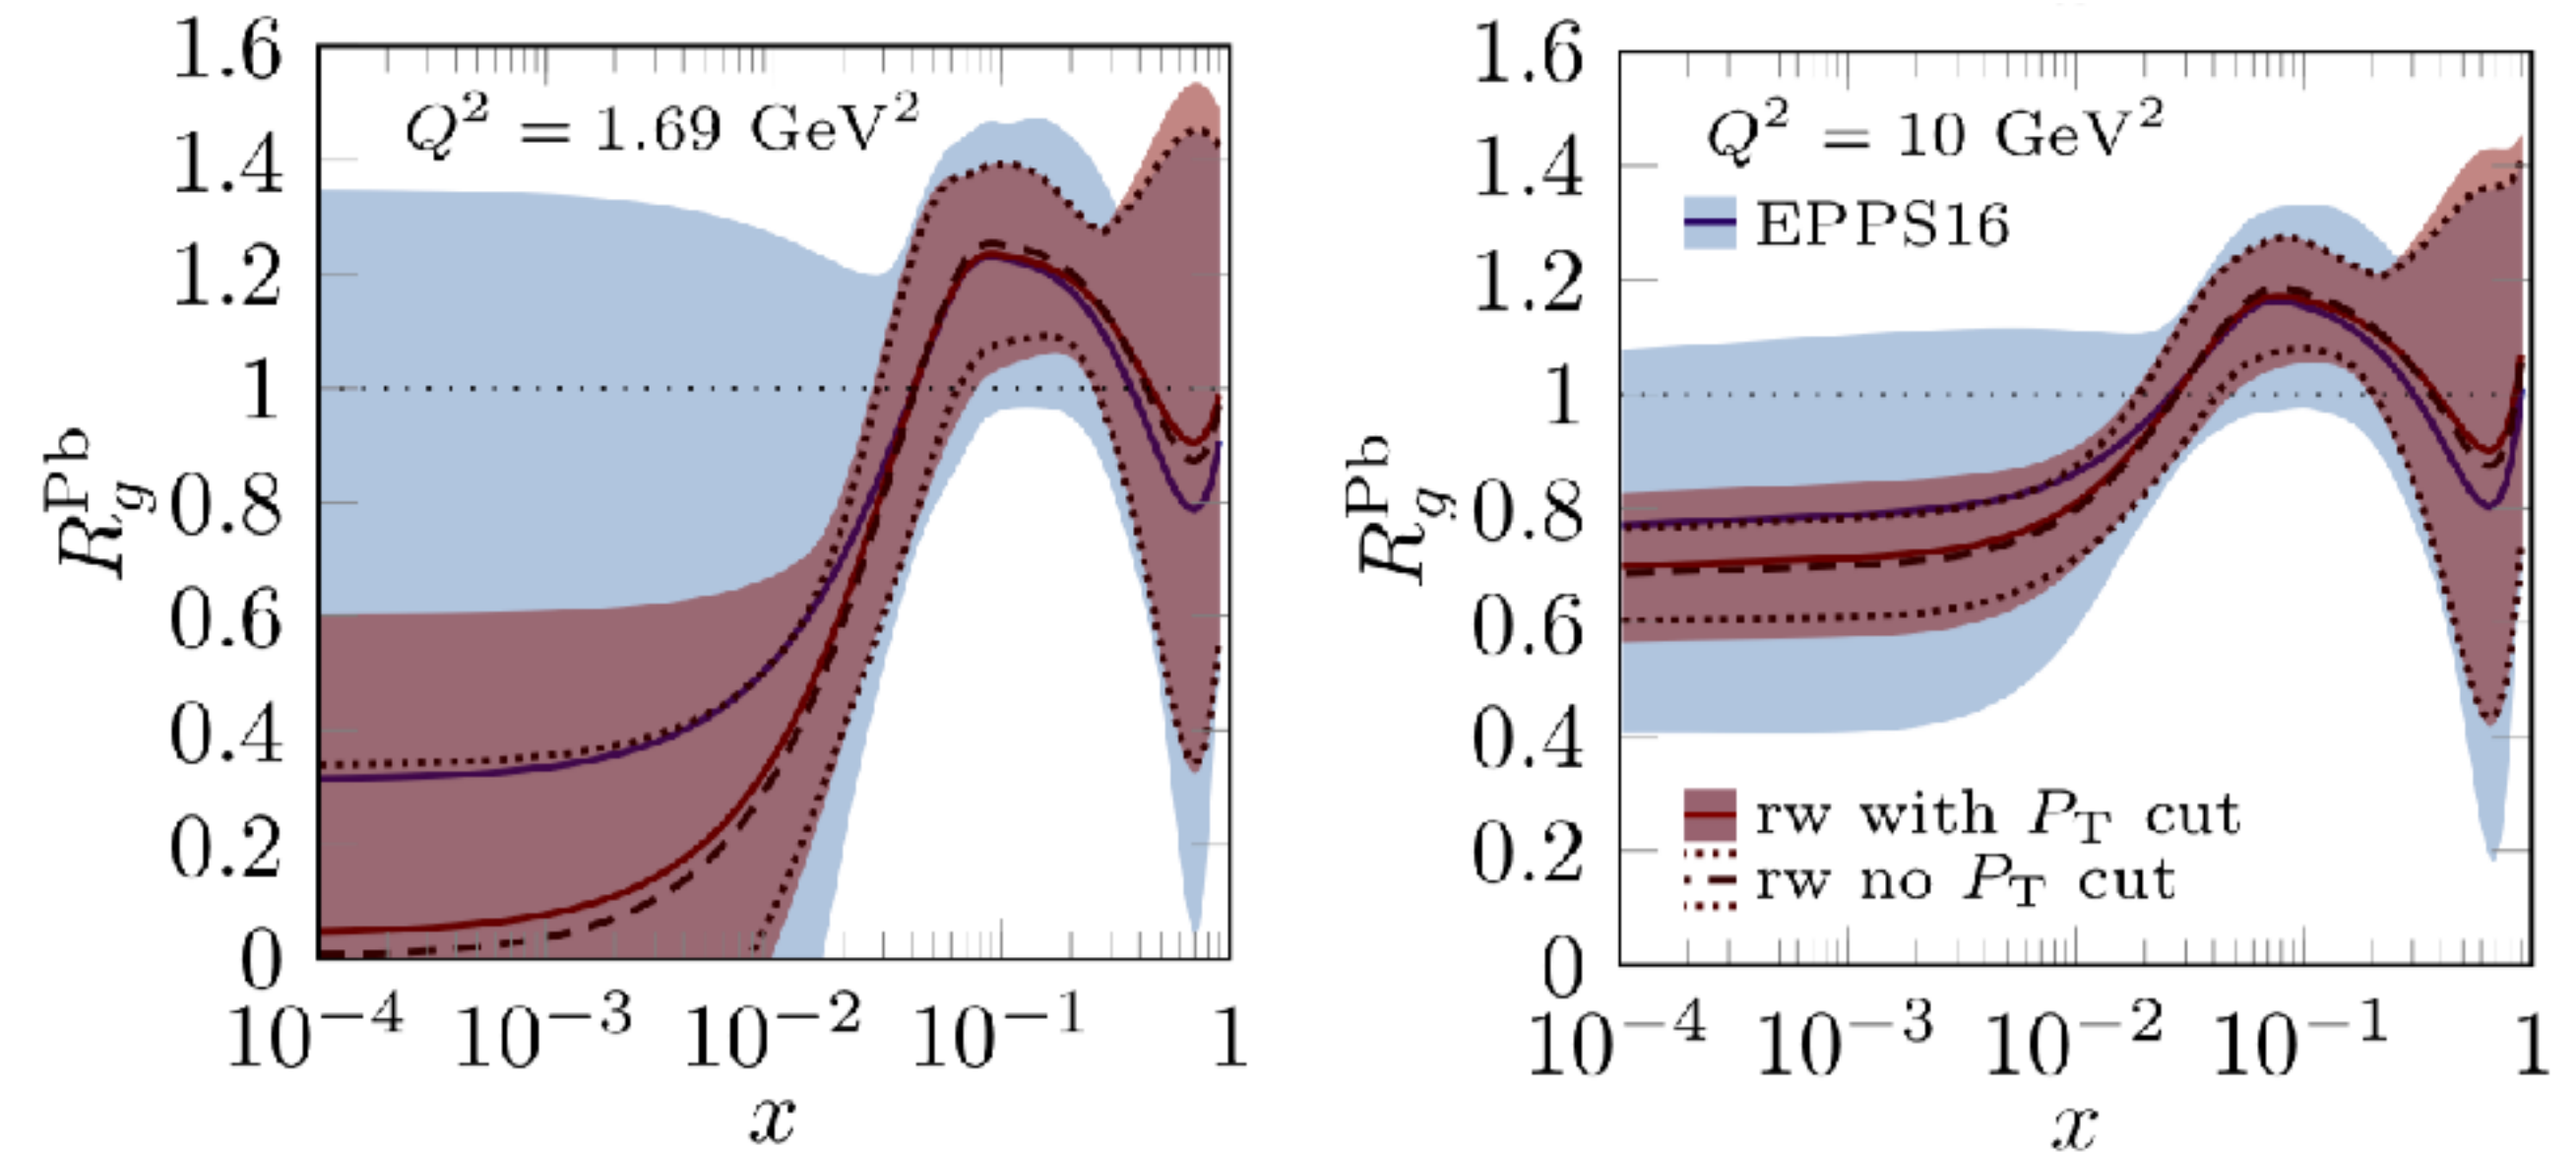 1.6
1.4
1.2
1
0.8
0.6
0.4
0.2
0
R_g^Pb
Q² = 1.69 GeV²
10⁻⁴ 10⁻³ 10⁻² 10⁻¹ 1
x
1.6
1.4
1.2
1
0.8
0.6
0.4
0.2
0
R_g^Pb
Q² = 10 GeV²
EPPS16
rw with P_T cut
rw no P_T cut
10⁻⁴ 10⁻³ 10⁻² 10⁻¹ 1
x